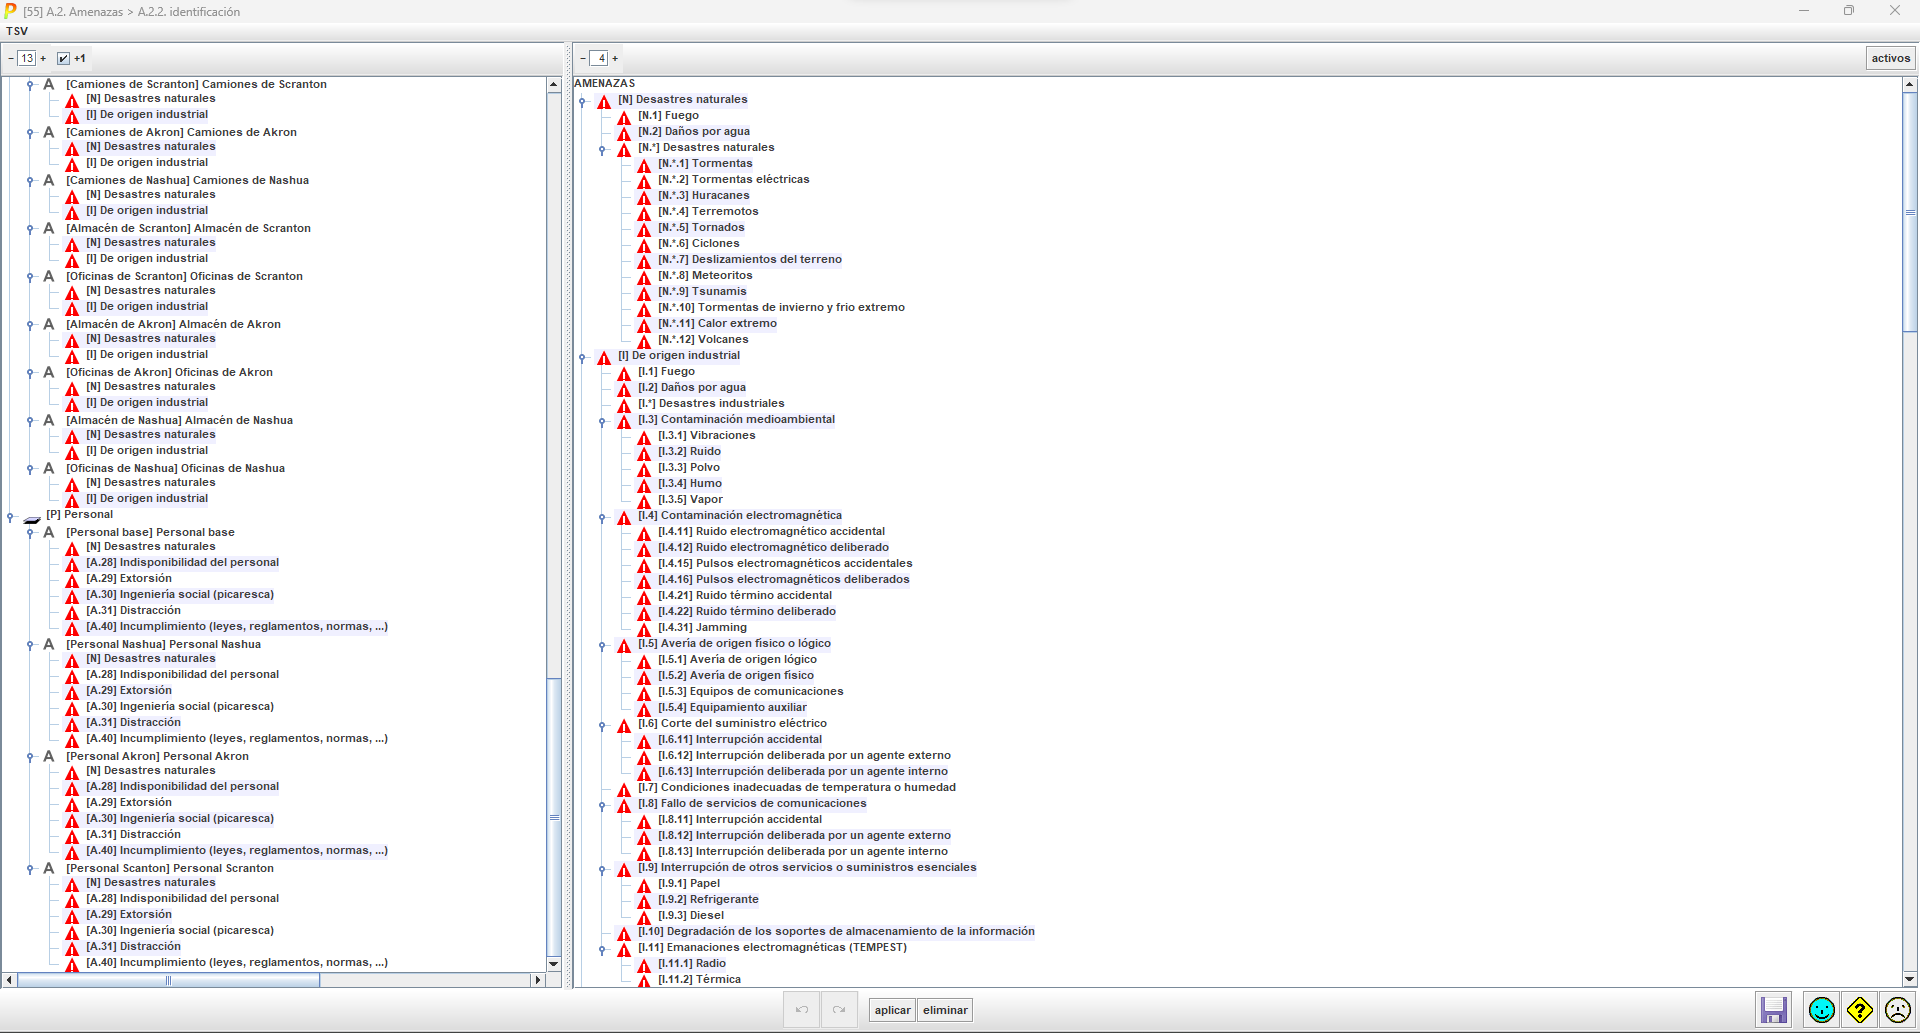 [55] A.2. Amenazas > A.2.2. identificación
TSV
- 13 + +1
[Camiones de Scranton] Camiones de Scranton
[N] Desastres naturales
[I] De origen industrial
[Camiones de Akron] Camiones de Akron
[N] Desastres naturales
[I] De origen industrial
[Camiones de Nashua] Camiones de Nashua
[N] Desastres naturales
[I] De origen industrial
[Almacén de Scranton] Almacén de Scranton
[N] Desastres naturales
[I] De origen industrial
[Oficinas de Scranton] Oficinas de Scranton
[N] Desastres naturales
[I] De origen industrial
[Almacén de Akron] Almacén de Akron
[N] Desastres naturales
[I] De origen industrial
[Oficinas de Akron] Oficinas de Akron
[N] Desastres naturales
[I] De origen industrial
[Almacén de Nashua] Almacén de Nashua
[N] Desastres naturales
[I] De origen industrial
[Oficinas de Nashua] Oficinas de Nashua
[N] Desastres naturales
[I] De origen industrial
[P] Personal
[Personal base] Personal base
[N] Desastres naturales
[A.28] Indisponibilidad del personal
[A.29] Extorsión
[A.30] Ingeniería social (picaresca)
[A.31] Distracción
[A.40] Incumplimiento (leyes, reglamentos, normas, ...)
[Personal Nashua] Personal Nashua
[N] Desastres naturales
[A.28] Indisponibilidad del personal
[A.29] Extorsión
[A.30] Ingeniería social (picaresca)
[A.31] Distracción
[A.40] Incumplimiento (leyes, reglamentos, normas, ...)
[Personal Akron] Personal Akron
[N] Desastres naturales
[A.28] Indisponibilidad del personal
[A.29] Extorsión
[A.30] Ingeniería social (picaresca)
[A.31] Distracción
[A.40] Incumplimiento (leyes, reglamentos, normas, ...)
[Personal Scanton] Personal Scranton
[N] Desastres naturales
[A.28] Indisponibilidad del personal
[A.29] Extorsión
[A.30] Ingeniería social (picaresca)
[A.31] Distracción
[A.40] Incumplimiento (leyes, reglamentos, normas, ...)
- 4 +
activos
AMENAZAS
[N] Desastres naturales
[N.1] Fuego
[N.2] Daños por agua
[N.*] Desastres naturales
[N.*.1] Tormentas
[N.*.2] Tormentas eléctricas
[N.*.3] Huracanes
[N.*.4] Terremotos
[N.*.5] Tornados
[N.*.6] Ciclones
[N.*.7] Deslizamientos del terreno
[N.*.8] Meteoritos
[N.*.9] Tsunamis
[N.*.10] Tormentas de invierno y frio extremo
[N.*.11] Calor extremo
[N.*.12] Volcanes
[I] De origen industrial
[I.1] Fuego
[I.2] Daños por agua
[I.*] Desastres industriales
[I.3] Contaminación medioambiental
[I.3.1] Vibraciones
[I.3.2] Ruido
[I.3.3] Polvo
[I.3.4] Humo
[I.3.5] Vapor
[I.4] Contaminación electromagnética
[I.4.11] Ruido electromagnético accidental
[I.4.12] Ruido electromagnético deliberado
[I.4.15] Pulsos electromagnéticos accidentales
[I.4.16] Pulsos electromagnéticos deliberados
[I.4.21] Ruido término accidental
[I.4.22] Ruido término deliberado
[I.4.31] Jamming
[I.5] Avería de origen físico o lógico
[I.5.1] Avería de origen lógico
[I.5.2] Avería de origen físico
[I.5.3] Equipos de comunicaciones
[I.5.4] Equipamiento auxiliar
[I.6] Corte del suministro eléctrico
[I.6.11] Interrupción accidental
[I.6.12] Interrupción deliberada por un agente externo
[I.6.13] Interrupción deliberada por un agente interno
[I.7] Condiciones inadecuadas de temperatura o humedad
[I.8] Fallo de servicios de comunicaciones
[I.8.11] Interrupción accidental
[I.8.12] Interrupción deliberada por un agente externo
[I.8.13] Interrupción deliberada por un agente interno
[I.9] Interrupción de otros servicios o suministros esenciales
[I.9.1] Papel
[I.9.2] Refrigerante
[I.9.3] Diesel
[I.10] Degradación de los soportes de almacenamiento de la información
[I.11] Emanaciones electromagnéticas (TEMPEST)
[I.11.1] Radio
[I.11.2] Térmica
aplicar eliminar